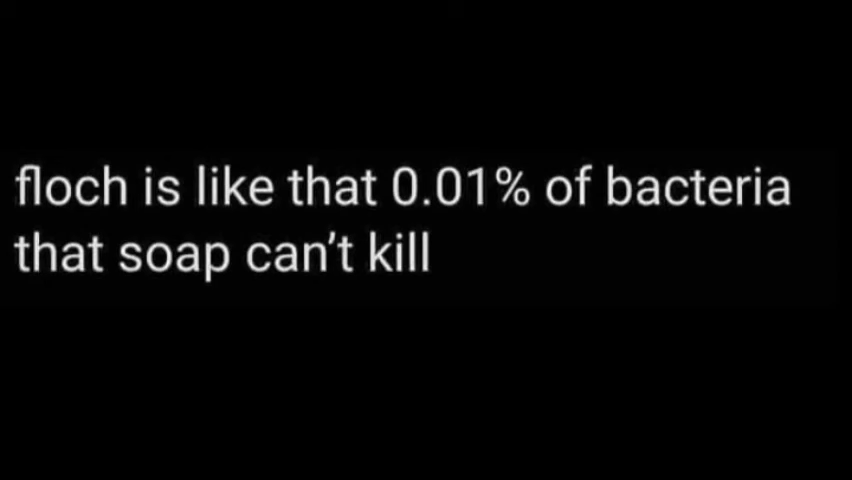 floch is like that 0.01% of bacteria
that soap can't kill